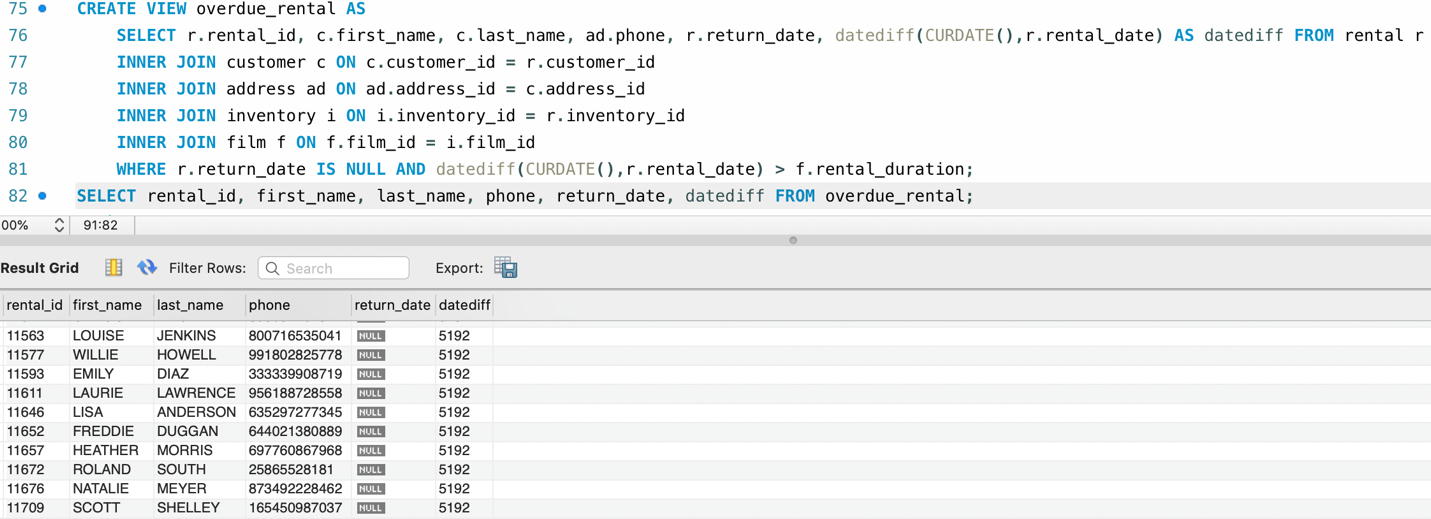 75 CREATE VIEW overdue_rental AS
76 SELECT r.rental_id, c.first_name, c.last_name, ad.phone, r.return_date, datediff(CURDATE(),r.rental_date) AS datediff FROM rental r
77 INNER JOIN customer c ON c.customer_id = r.customer_id
78 INNER JOIN address ad ON ad.address_id = c.address_id
79 INNER JOIN inventory i ON i.inventory_id = r.inventory_id
80 INNER JOIN film f ON f.film_id = i.film_id
81 WHERE r.return_date IS NULL AND datediff(CURDATE(),r.rental_date) > f.rental_duration;
82 SELECT rental_id, first_name, last_name, phone, return_date, datediff FROM overdue_rental;
00% 91:82
Result Grid Filter Rows: Search Export:
rental_id first_name last_name phone return_date datediff
11563 LOUISE JENKINS 800716535041 NULL 5192
11577 WILLIE HOWELL 991802825778 NULL 5192
11593 EMILY DIAZ 333339908719 NULL 5192
11611 LAURIE LAWRENCE 956188728558 NULL 5192
11646 LISA ANDERSON 635297277345 NULL 5192
11652 FREDDIE DUGGAN 644021380889 NULL 5192
11657 HEATHER MORRIS 697760867968 NULL 5192
11672 ROLAND SOUTH 25865528181 NULL 5192
11676 NATALIE MEYER 873492228462 NULL 5192
11709 SCOTT SHELLEY 165450987037 NULL 5192